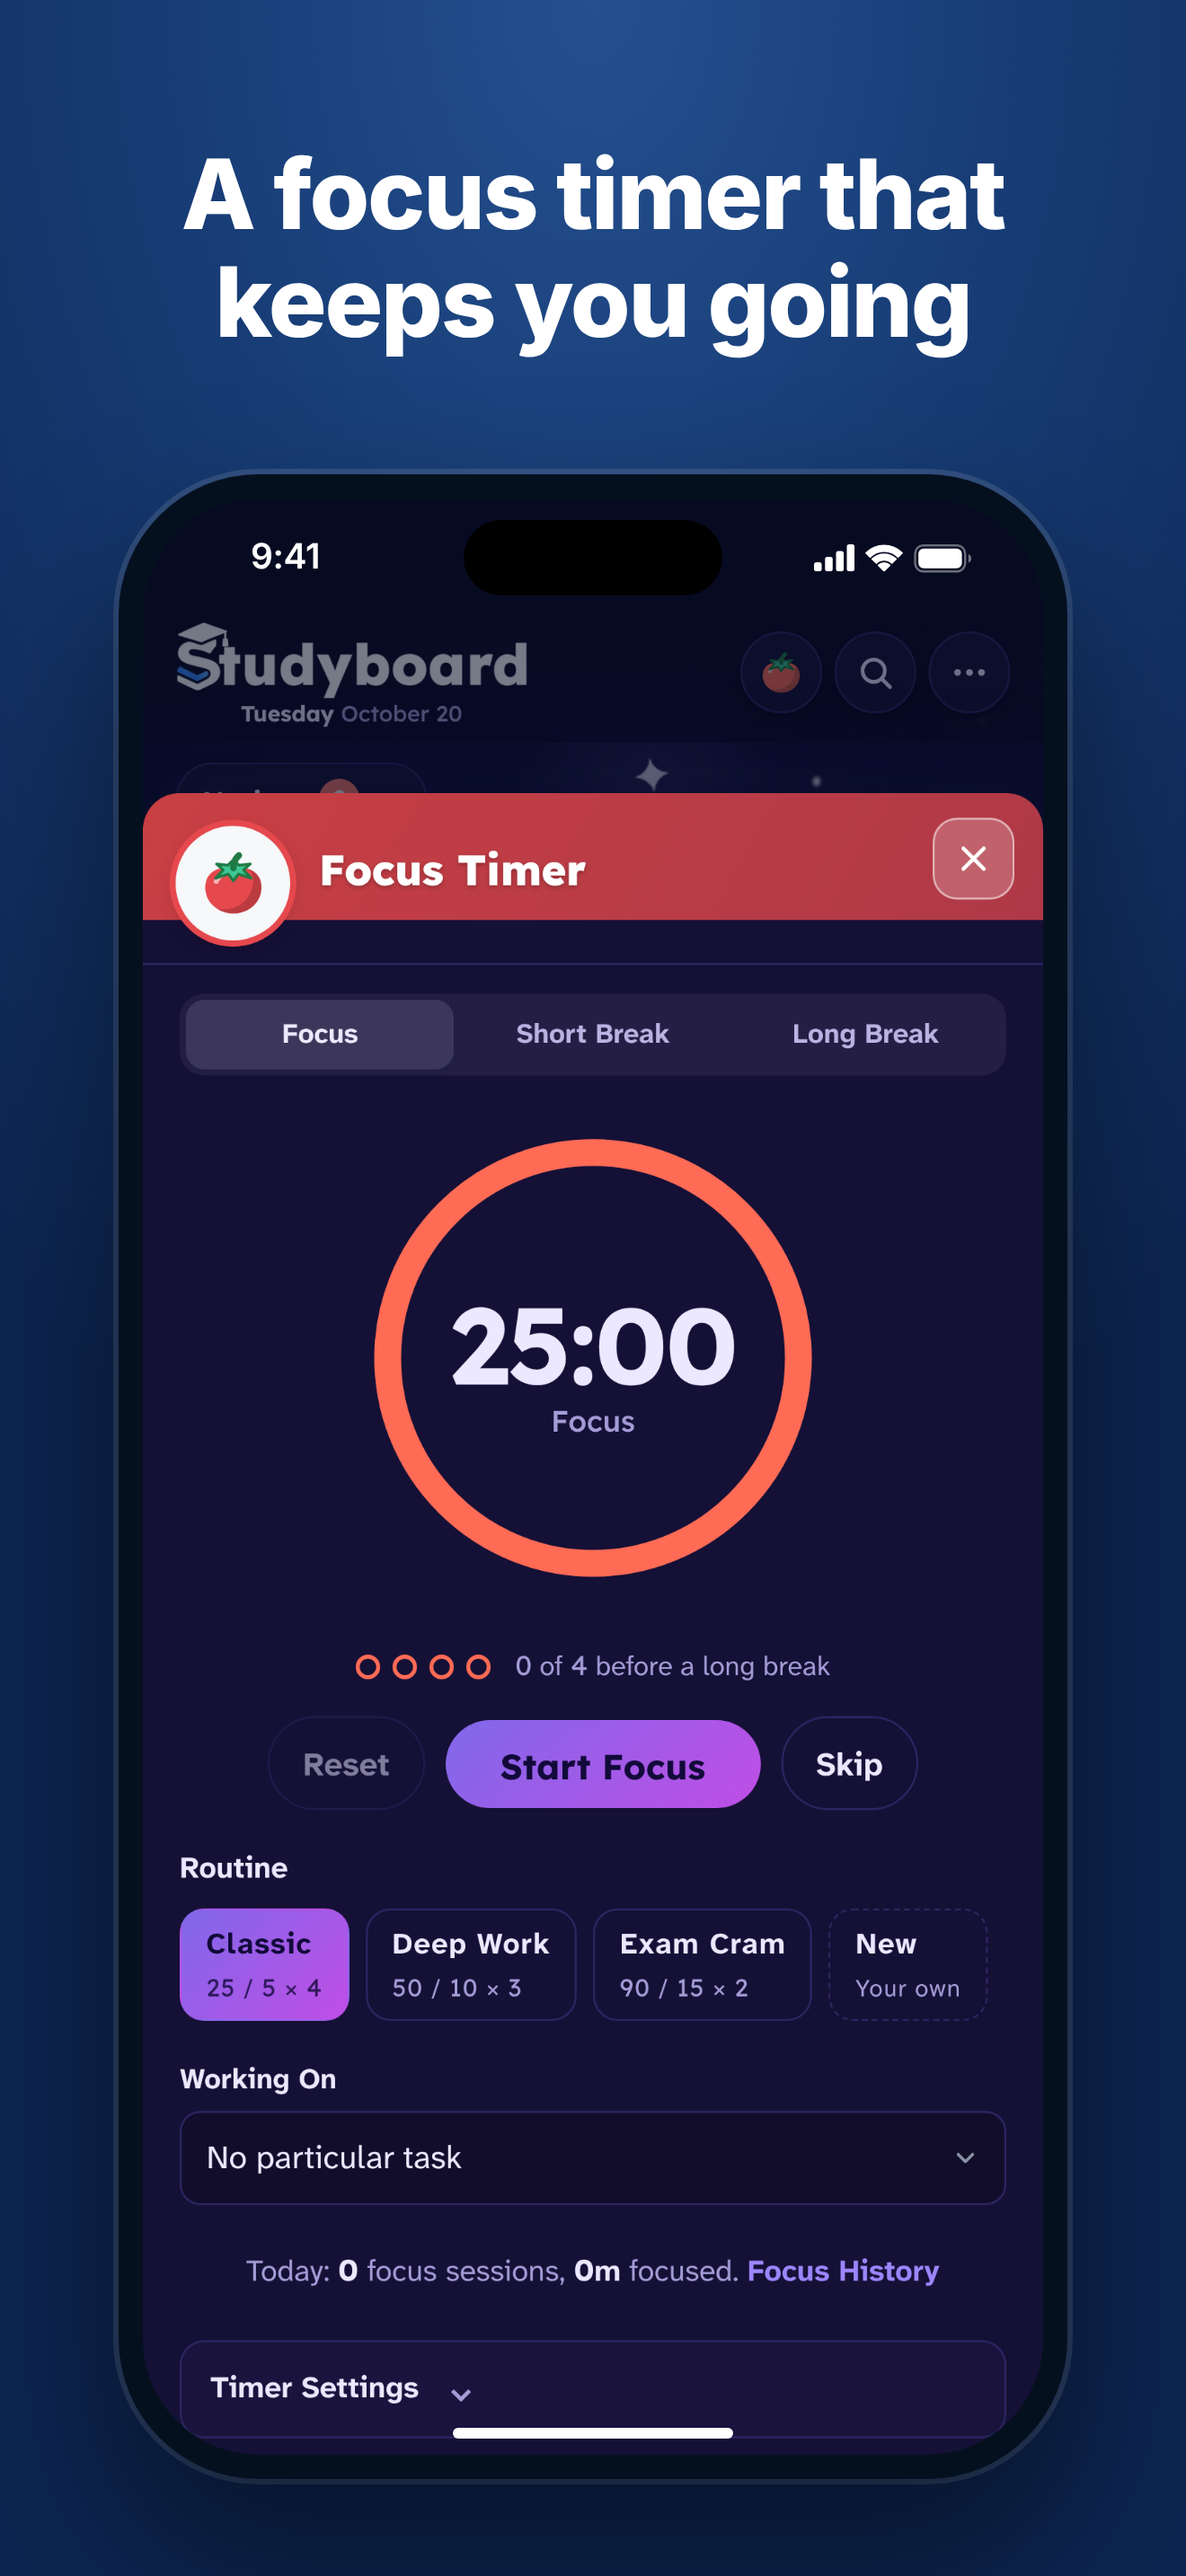 A focus timer that
keeps you going
9:41
Studyboard
Tuesday October 20
Focus Timer
Focus
Short Break
Long Break
25:00
Focus
0 of 4 before a long break
Reset
Start Focus
Skip
Routine
Classic
25 / 5 × 4
Deep Work
50 / 10 × 3
Exam Cram
90 / 15 × 2
New
Your own
Working On
No particular task
Today: 0 focus sessions, 0m focused. Focus History
Timer Settings